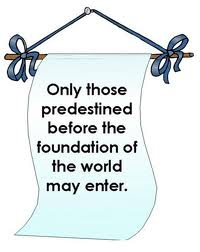 Only those
predestined
before the
foundation of
the world
may enter.